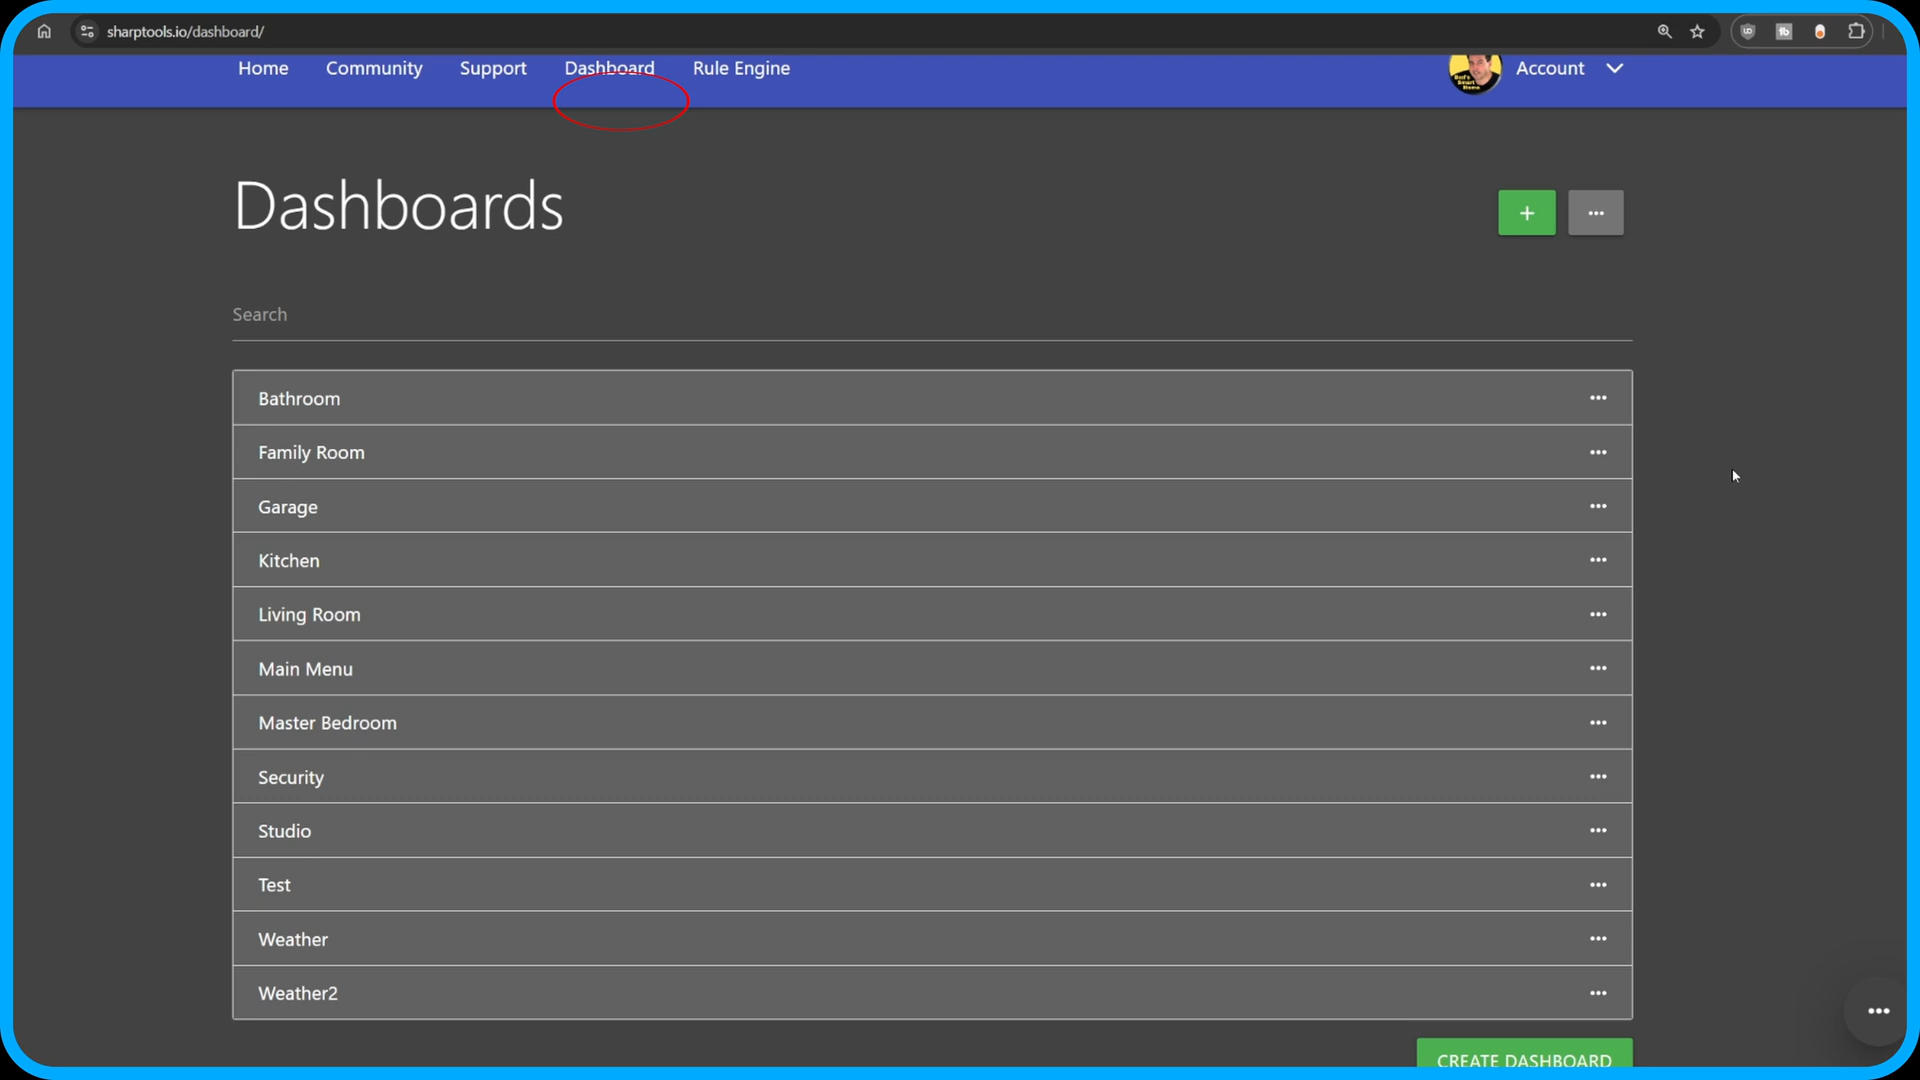 sharptools.io/dashboard/
Home Community Support Dashboard Rule Engine Account
Dashboards
+ ...
Search
Bathroom
Family Room
Garage
Kitchen
Living Room
Main Menu
Master Bedroom
Security
Studio
Test
Weather
Weather2
CREATE DASHBOARD